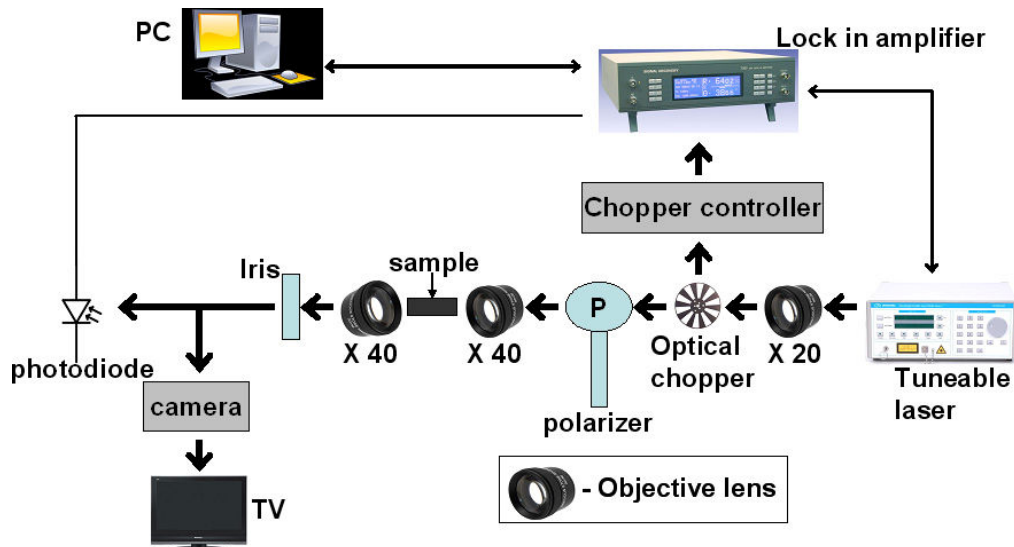 PC
Lock in amplifier
Chopper controller
Iris
sample
P
X 40
X 40
Optical
chopper
X 20
Tuneable
laser
photodiode
camera
polarizer
TV
- Objective lens